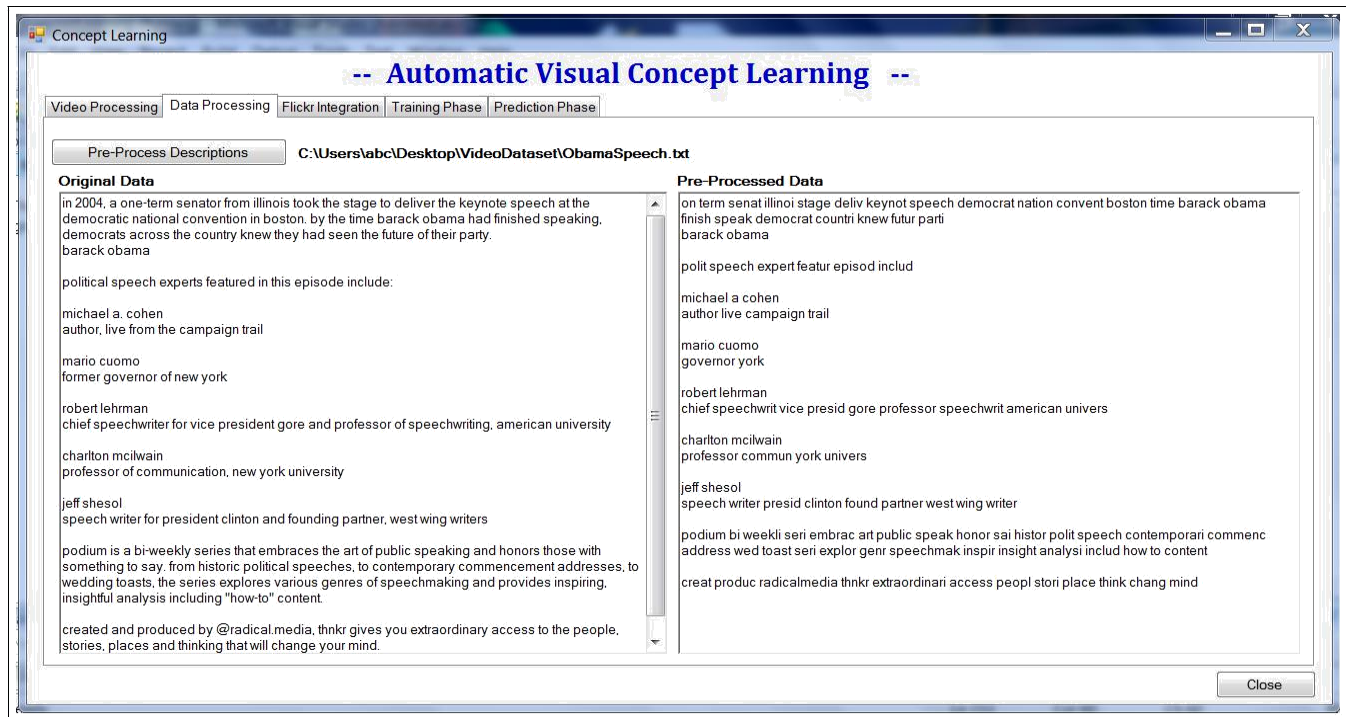 Concept Learning
-- Automatic Visual Concept Learning --
Video Processing Data Processing Flickr Integration Training Phase Prediction Phase
Pre-Process Descriptions C:\Users\abc\Desktop\VideoDataset\ObamaSpeech.txt
Original Data
in 2004, a one-term senator from illinois took the stage to deliver the keynote speech at the
democratic national convention in boston. by the time barack obama had finished speaking,
democrats across the country knew they had seen the future of their party.
barack obama
political speech experts featured in this episode include:
michael a. cohen
author, live from the campaign trail
mario cuomo
former governor of new york
robert lehrman
chief speechwriter for vice president gore and professor of speechwriting, american university
charlton mcilwain
professor of communication, new york university
jeff shesol
speech writer for president clinton and founding partner, west wing writers
podium is a bi-weekly series that embraces the art of public speaking and honors those with
something to say. from historic political speeches, to contemporary commencement addresses, to
wedding toasts, the series explores various genres of speechmaking and provides inspiring,
insightful analysis including "how-to" content.
created and produced by @radical.media, thnkr gives you extraordinary access to the people,
stories, places and thinking that will change your mind.
Pre-Processed Data
on term senat illinoi stage deliv keynot speech democrat nation convent boston time barack obama
finish speak democrat countri knew futur parti
barack obama
polit speech expert featur episod includ
michael a cohen
author live campaign trail
mario cuomo
governor york
robert lehrman
chief speechwrit vice presid gore professor speechwrit american univers
charlton mcilwain
professor commun york univers
jeff shesol
speech writer presid clinton found partner west wing writer
podium bi weekli seri embrac art public speak honor sai histor polit speech contemporari commenc
address wed toast seri explor genr speechmak inspir insight analysi includ how to content
creat produc radicalmedia thnkr extraordinari access peopl stori place think chang mind
Close